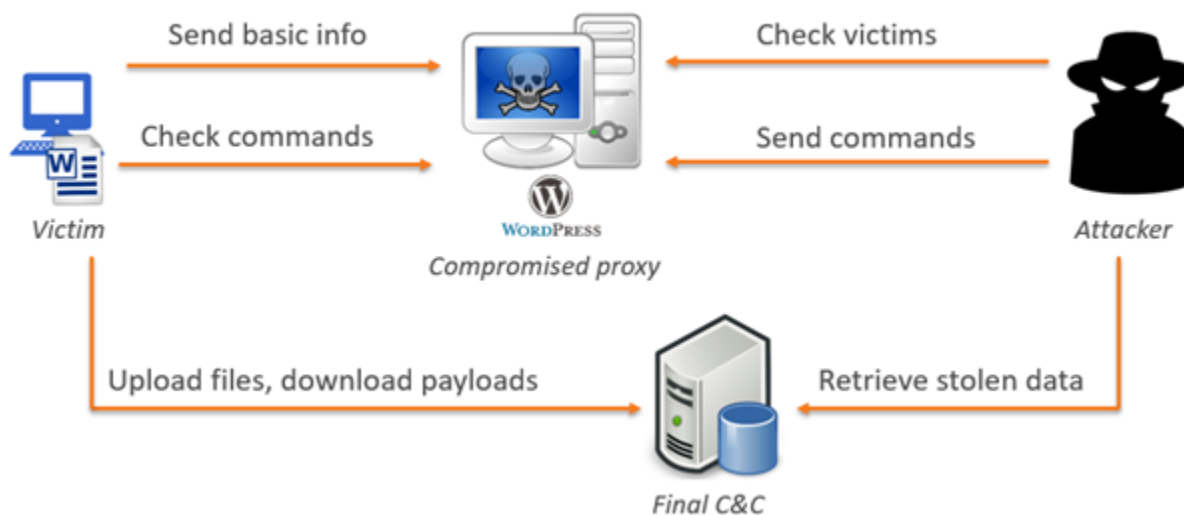 Send basic info
Check victims
Check commands
Send commands
W
Victim
W
WORDPRESS
Compromised proxy
Attacker
Upload files, download payloads
Retrieve stolen data
Final C&C